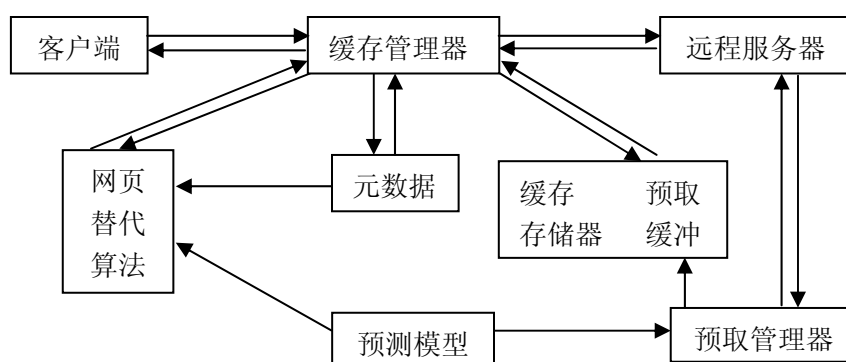 客户端
缓存管理器
远程服务器
网页
替代
算法
元数据
缓存 预取
存储器 缓冲
预测模型
预取管理器